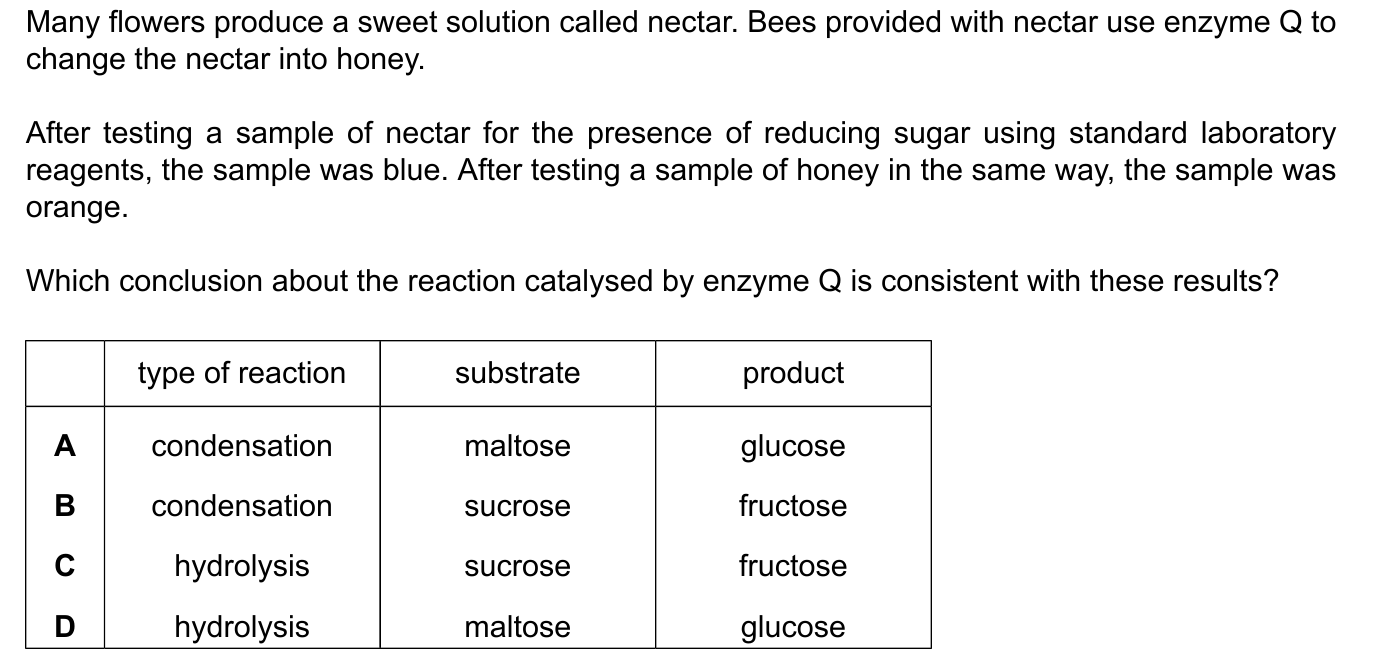 Many flowers produce a sweet solution called nectar. Bees provided with nectar use enzyme Q to
change the nectar into honey.
After testing a sample of nectar for the presence of reducing sugar using standard laboratory
reagents, the sample was blue. After testing a sample of honey in the same way, the sample was
orange.
Which conclusion about the reaction catalysed by enzyme Q is consistent with these results?
type of reaction substrate product
A condensation maltose glucose
B condensation sucrose fructose
C hydrolysis sucrose fructose
D hydrolysis maltose glucose